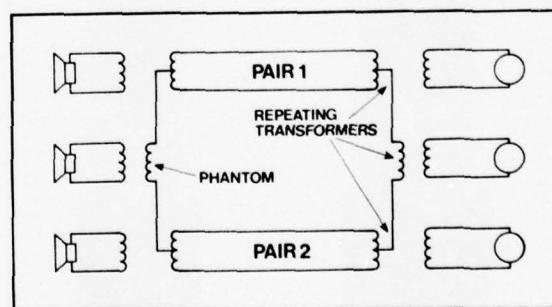 PAIR 1
REPEATING
TRANSFORMERS
PHANTOM
PAIR 2